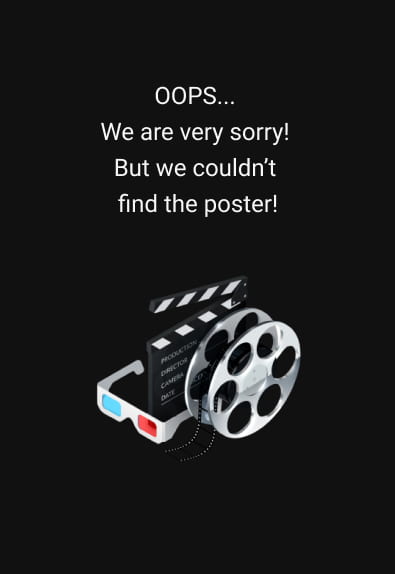 OOPS...
We are very sorry!
But we couldn’t
find the poster!
PRODUCTION
DIRECTOR
CAMERA
DATE